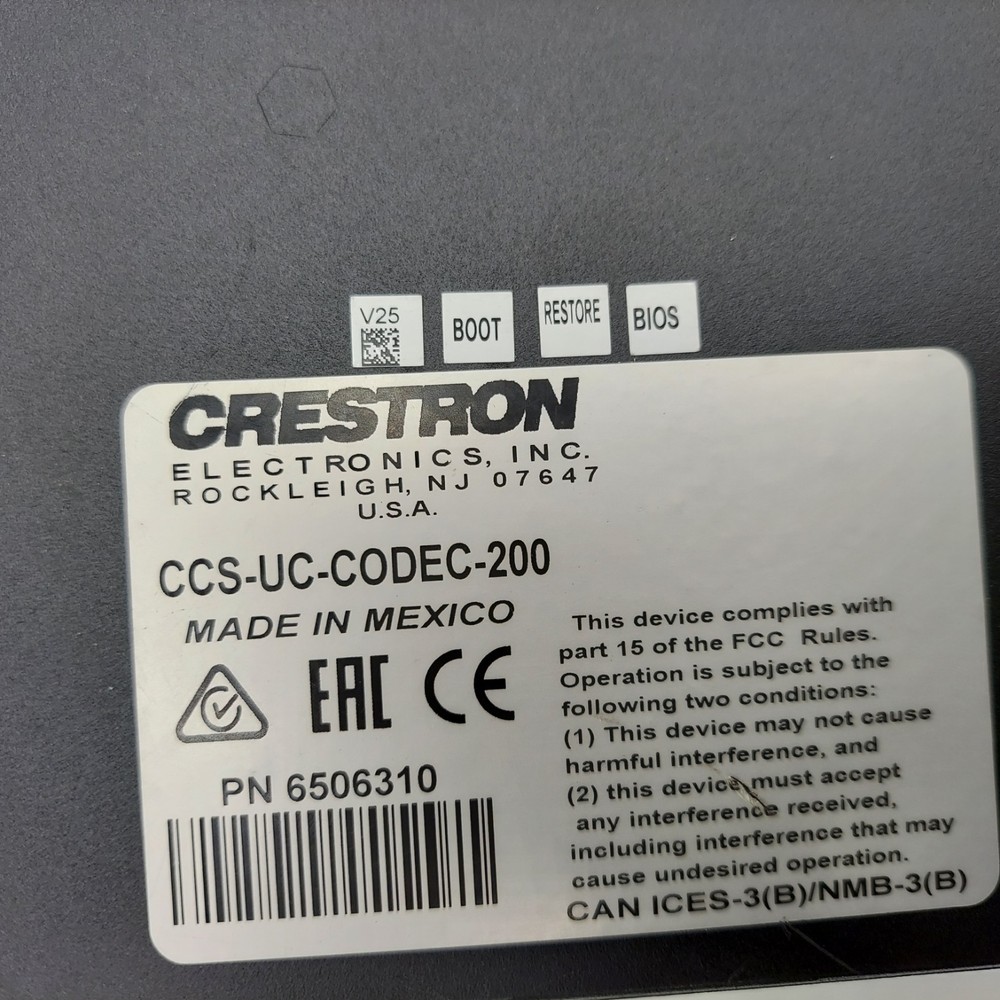 V25
BOOT
RESTORE
BIOS
CRESTRON
ELECTRONICS, INC.
ROCKLEIGH, NJ 07647
U.S.A.
CCS-UC-CODEC-200
MADE IN MEXICO
EAC CE
PN 6506310
This device complies with
part 15 of the FCC Rules.
Operation is subject to the
following two conditions:
(1) This device may not cause
harmful interference, and
(2) this device must accept
any interference received,
including interference that may
cause undesired operation.
CAN ICES-3(B)/NMB-3(B)